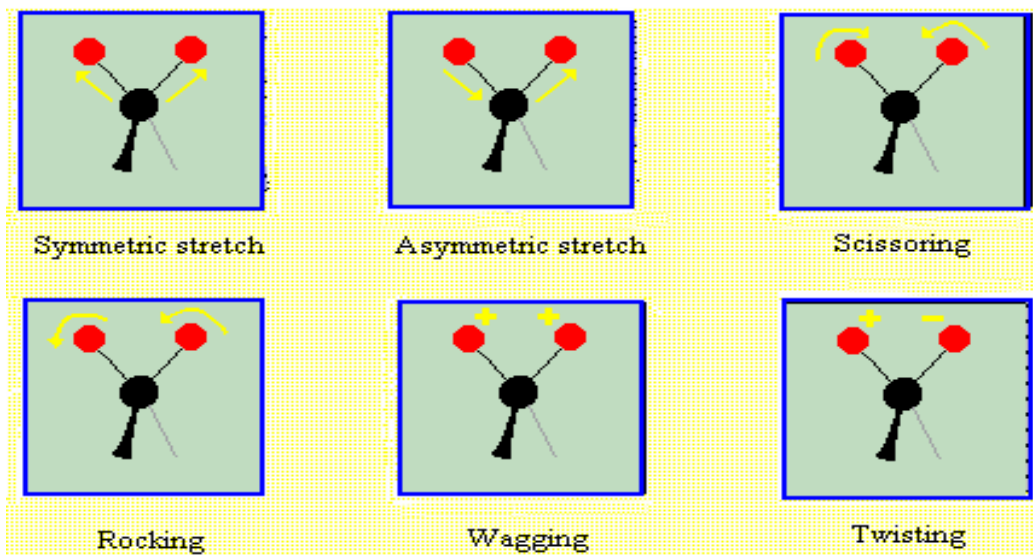 Symmetric stretch
Asymmetric stretch
Scissoring
+ +
+ −
Rocking
Wagging
Twisting